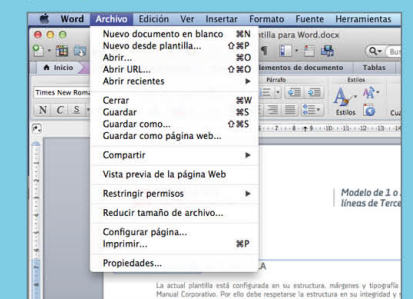 Word Archivo Edición Ver Insertar Formato Fuente Herramientas
Nuevo documento en blanco ⌘N
Nuevo desde plantilla... ⇧⌘P
Abrir... ⌘O
Abrir URL... ⇧⌘O
Abrir recientes ▶
Cerrar ⌘W
Guardar ⌘S
Guardar como... ⇧⌘S
Guardar como página web...
Compartir ▶
Vista previa de la página Web
Restringir permisos ▶
Reducir tamaño de archivo...
Configurar página...
Imprimir... ⌘P
Propiedades...
tilla para Word.docx
Inicio
lementos de documento Tablas
Párrafo Estilos
Times New Roma
N C S
Estilos
Modelo de 1 o
líneas de Terce
La actual plantilla está configurada en su estructura, márgenes y tipografía
Manual Corporativo. Por ello debe respetarse la estructura en su integridad y